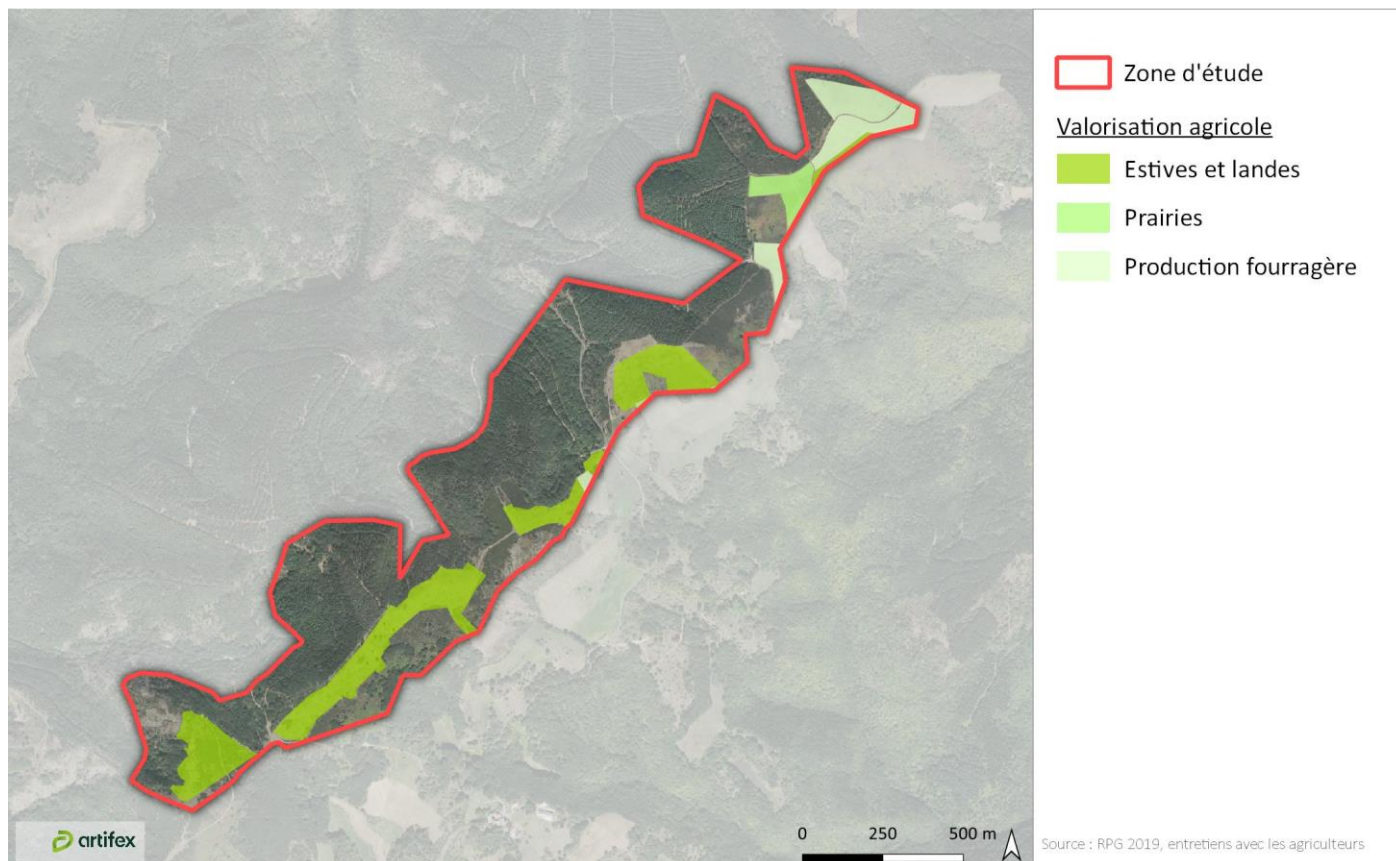 Zone d'étude
Valorisation agricole
Estives et landes
Prairies
Production fourragère
artifex
0 250 500 m
Source : RPG 2019, entretiens avec les agriculteurs